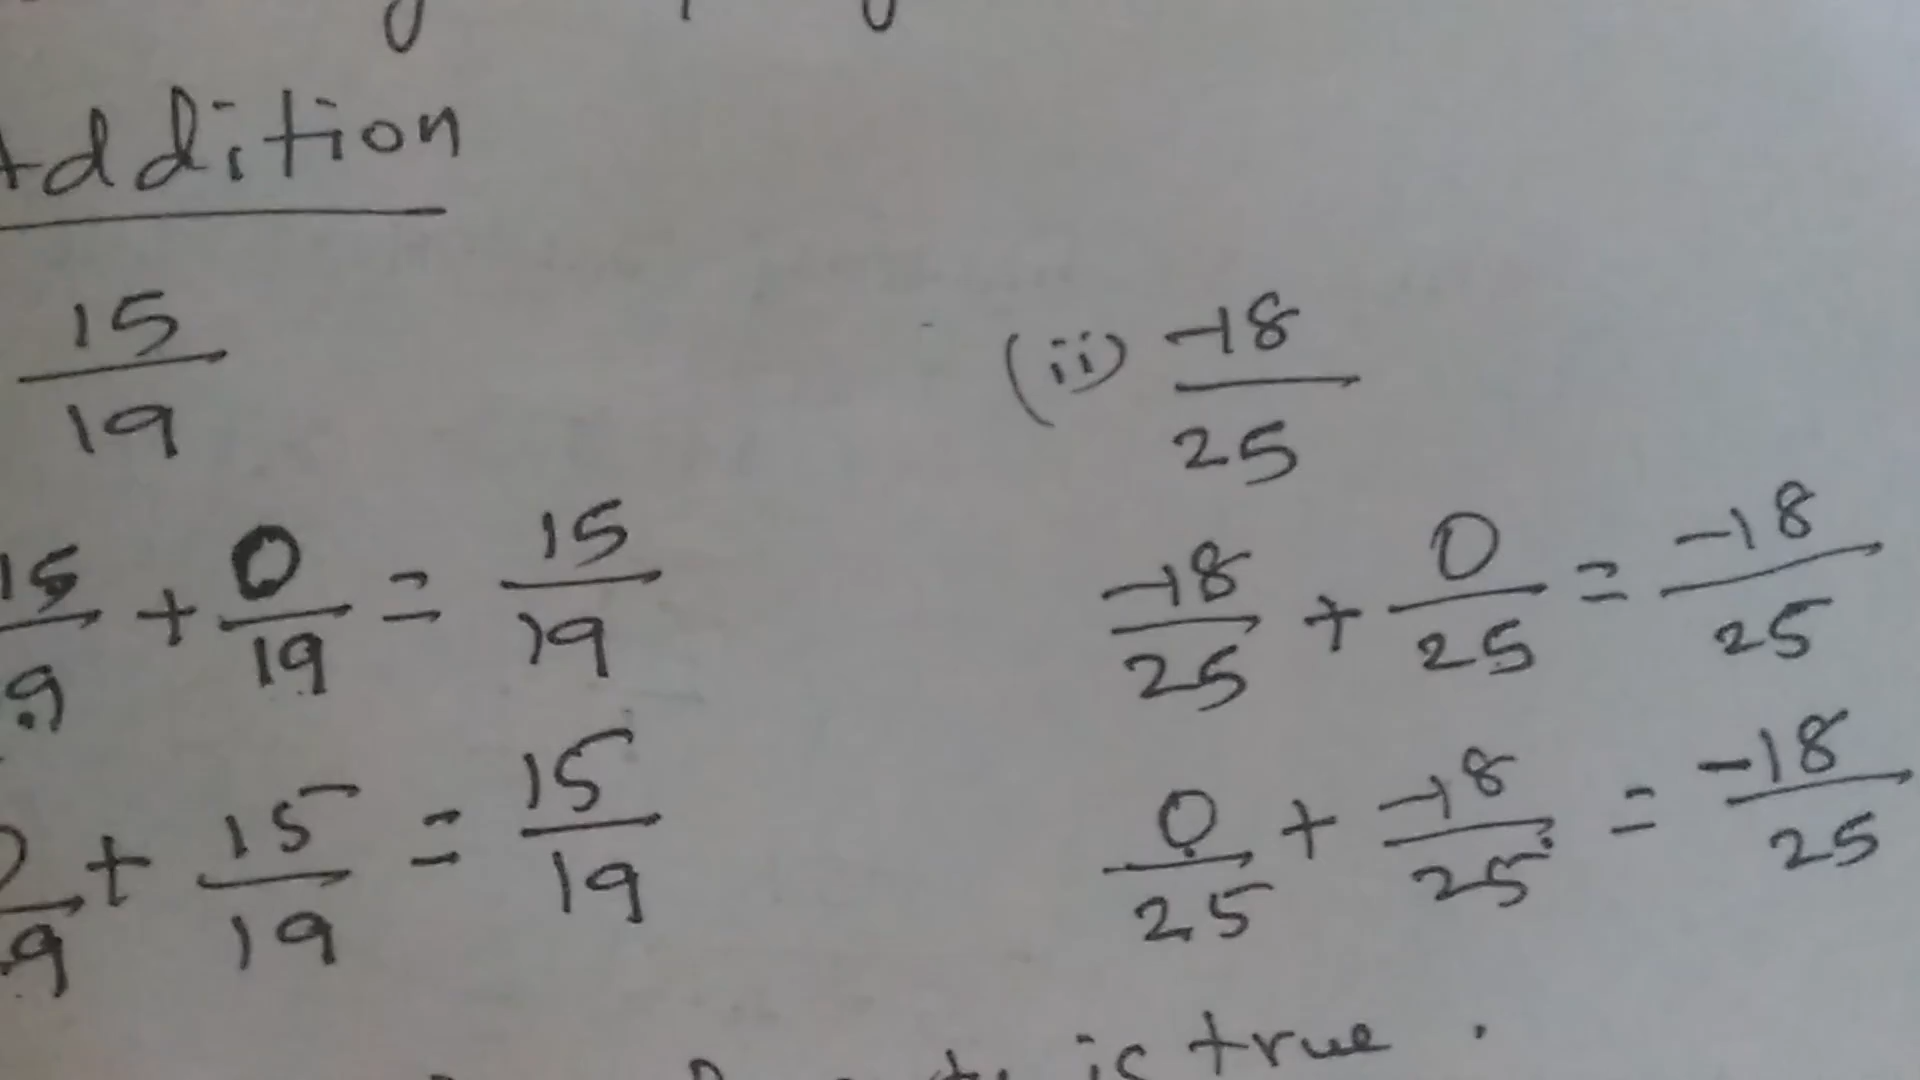 Addition
15/19
(ii) -18/25
15/19 + 0/19 = 15/19
-18/25 + 0/25 = -18/25
0/19 + 15/19 = 15/19
0/25 + -18/25 = -18/25
is true.